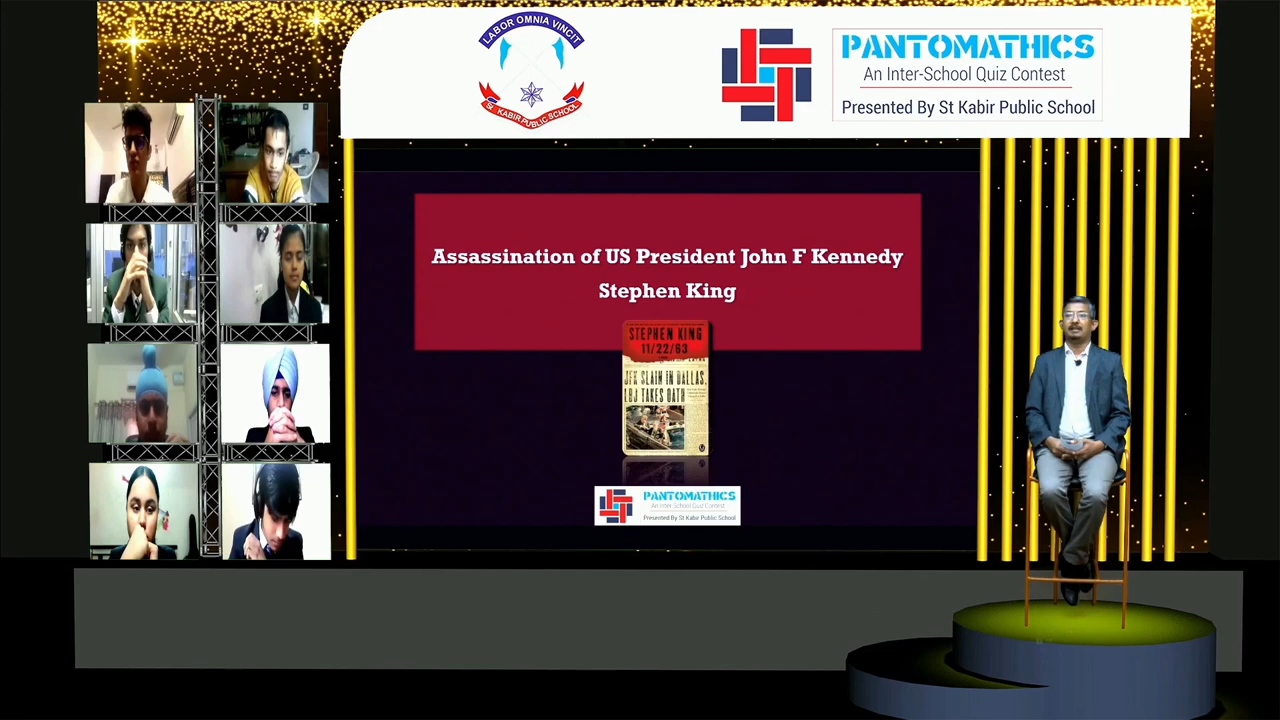 LABOR OMNIA VINCIT
ST KABIR PUBLIC SCHOOL
PANTOMATHICS
An Inter-School Quiz Contest
Presented By St Kabir Public School
Assassination of US President John F Kennedy
Stephen King
STEPHEN KING
11/22/63
JFK SLAIN IN DALLAS,
LBJ TAKES OATH
PANTOMATHICS
An Inter-School Quiz Contest
Presented By St Kabir Public School